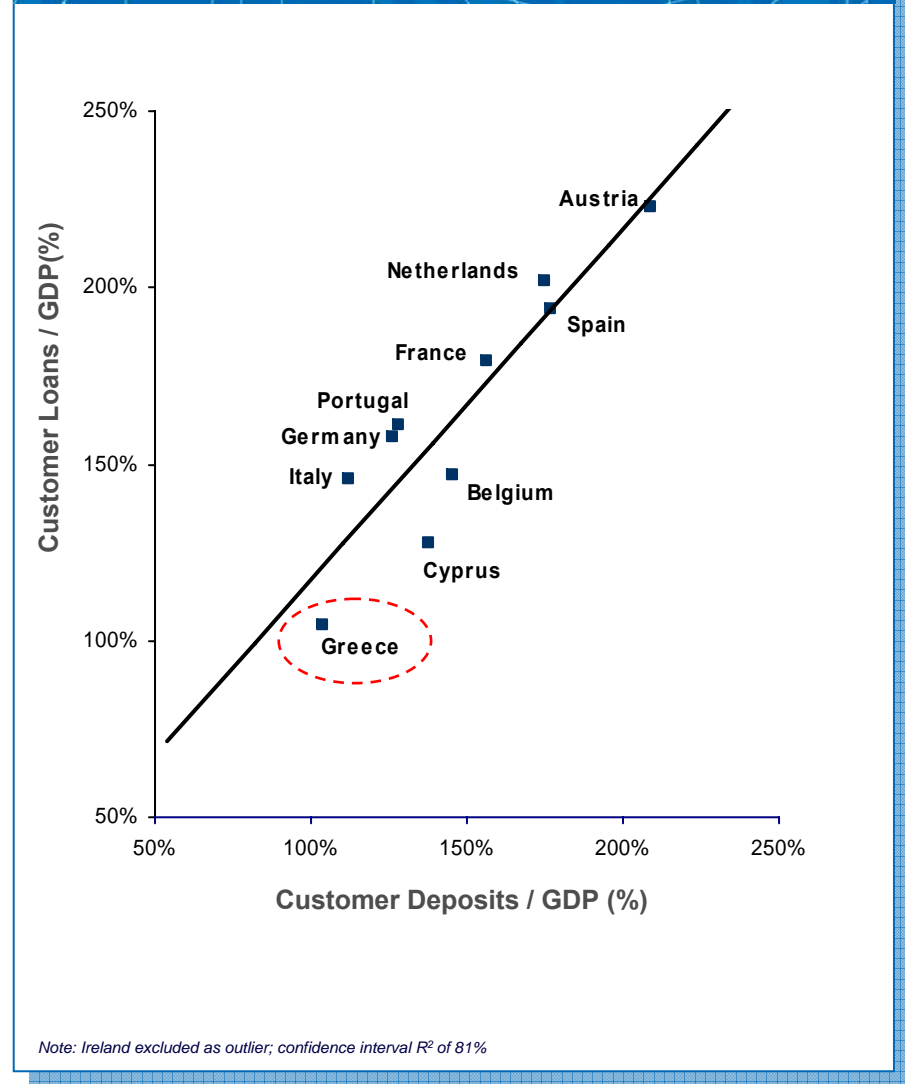 250%
Austria
Netherlands
200%
Spain
France
Portugal
Germany
150%
Italy
Belgium
Cyprus
100%
Greece
50%
50% 100% 150% 200% 250%
Customer Loans / GDP(%)
Customer Deposits / GDP (%)
Note: Ireland excluded as outlier; confidence interval R² of 81%